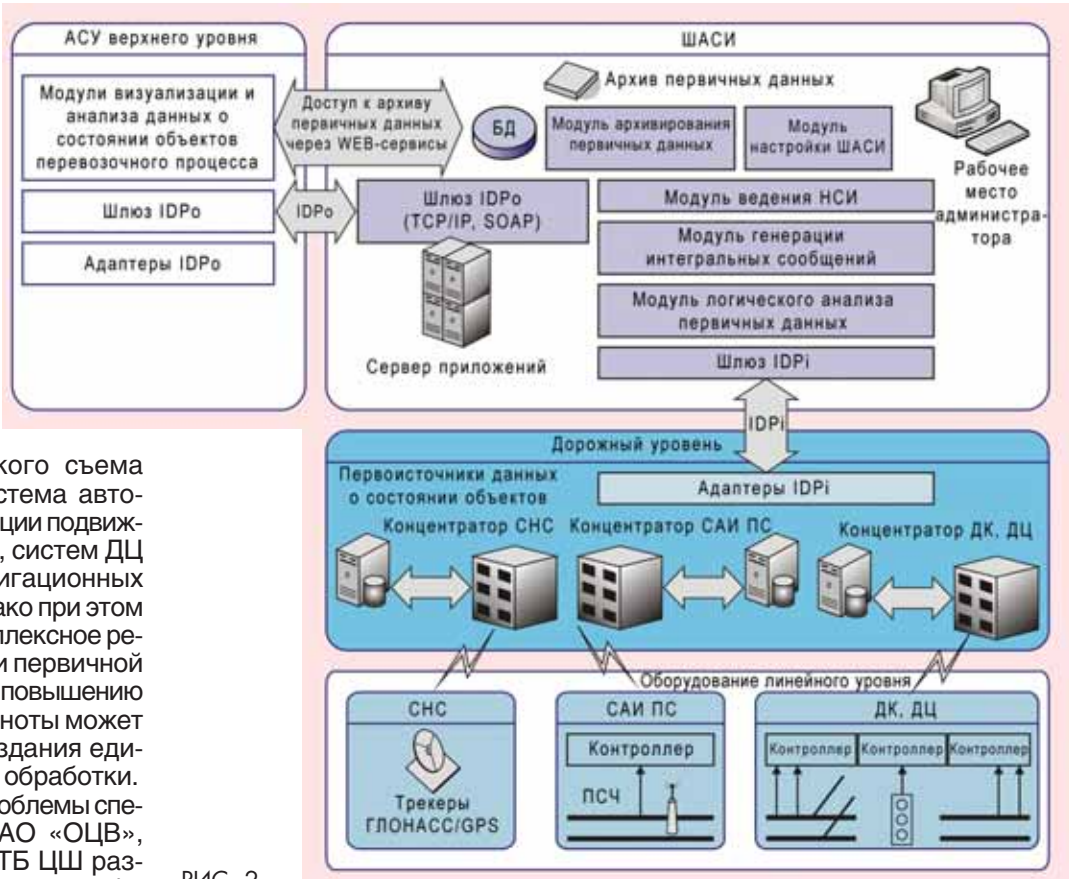 АСУ верхнего уровня
Модули визуализации и
анализа данных о
состоянии объектов
перевозочного процесса
Шлюз IDPo
Адаптеры IDPo
Доступ к архиву
первичных данных
через WEB-сервисы
IDPo
ШАСИ
Архив первичных данных
БД
Модуль архивирования
первичных данных
Модуль
настройки ШАСИ
Рабочее
место
администра-
тора
Шлюз IDPo
(TCP/IP, SOAP)
Модуль ведения НСИ
Модуль генерации
интегральных сообщений
Модуль логического анализа
первичных данных
Шлюз IDPi
Сервер приложений
IDPi
Дорожный уровень
Первоисточники данных
о состоянии объектов
Адаптеры IDPi
Концентратор СНС
Концентратор САИ ПС
Концентратор ДК, ДЦ
Оборудование линейного уровня
СНС
Трекеры
ГЛОНАСС/GPS
САИ ПС
Контроллер
ПСЧ
ДК, ДЦ
Контроллер
Контроллер
Контроллер
кого съема
стема авто-
ции подвиж-
, систем ДЦ
игационных
ако при этом
плексное ре-
и первичной
повышению
ноты может
здания еди-
обработки.
облемы спе-
АО «ОЦВ»,
ТБ ЦШ раз-
РИС. 2